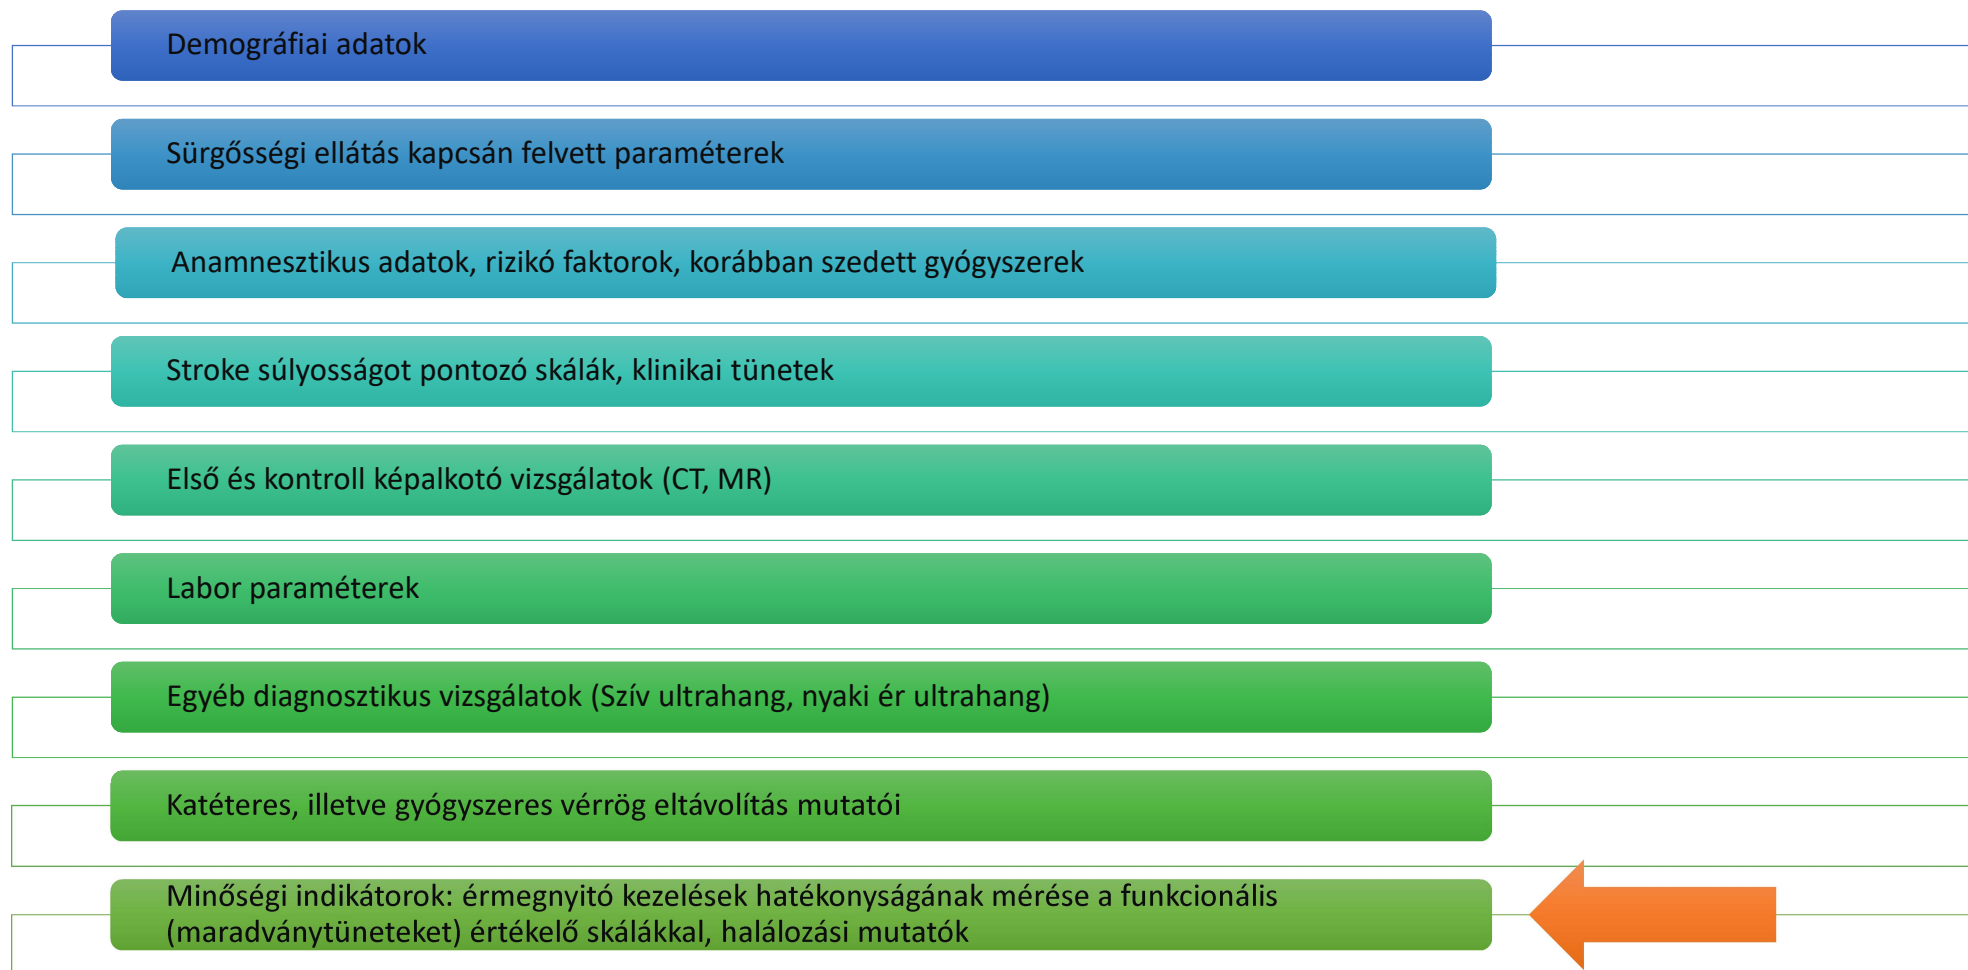 Demográfiai adatok
Sürgősségi ellátás kapcsán felvett paraméterek
Anamnesztikus adatok, rizikó faktorok, korábban szedett gyógyszerek
Stroke súlyosságot pontozó skálák, klinikai tünetek
Első és kontroll képalkotó vizsgálatok (CT, MR)
Labor paraméterek
Egyéb diagnosztikus vizsgálatok (Szív ultrahang, nyaki ér ultrahang)
Katéteres, illetve gyógyszeres vérrög eltávolítás mutatói
Minőségi indikátorok: érmegnyitó kezelések hatékonyságának mérése a funkcionális
(maradványtüneteket) értékelő skálákkal, halálozási mutatók